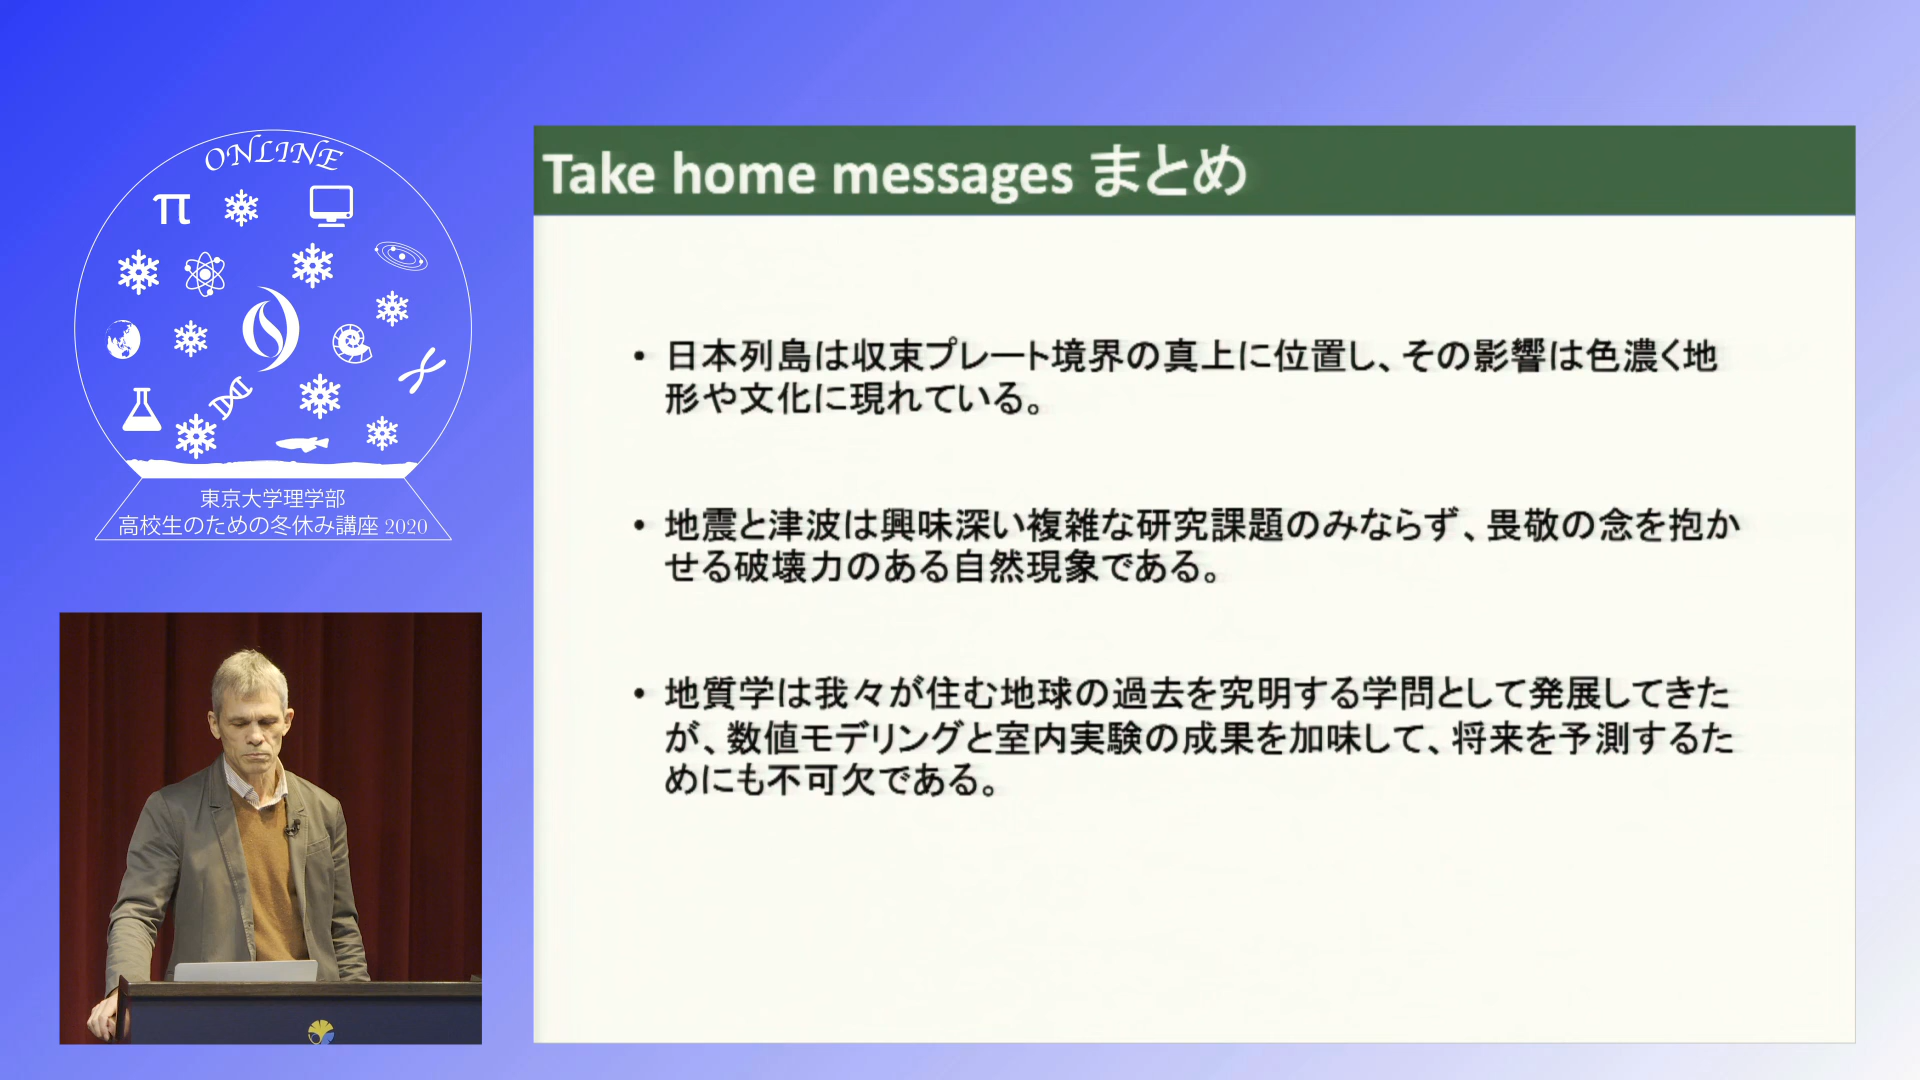 ONLINE
π
東京大学理学部
高校生のための冬休み講座 2020
Take home messages まとめ
• 日本列島は収束プレート境界の真上に位置し、その影響は色濃く地
形や文化に現れている。
• 地震と津波は興味深い複雑な研究課題のみならず、畏敬の念を抱か
せる破壊力のある自然現象である。
• 地質学は我々が住む地球の過去を究明する学問として発展してきた
が、数値モデリングと室内実験の成果を加味して、将来を予測するた
めにも不可欠である。